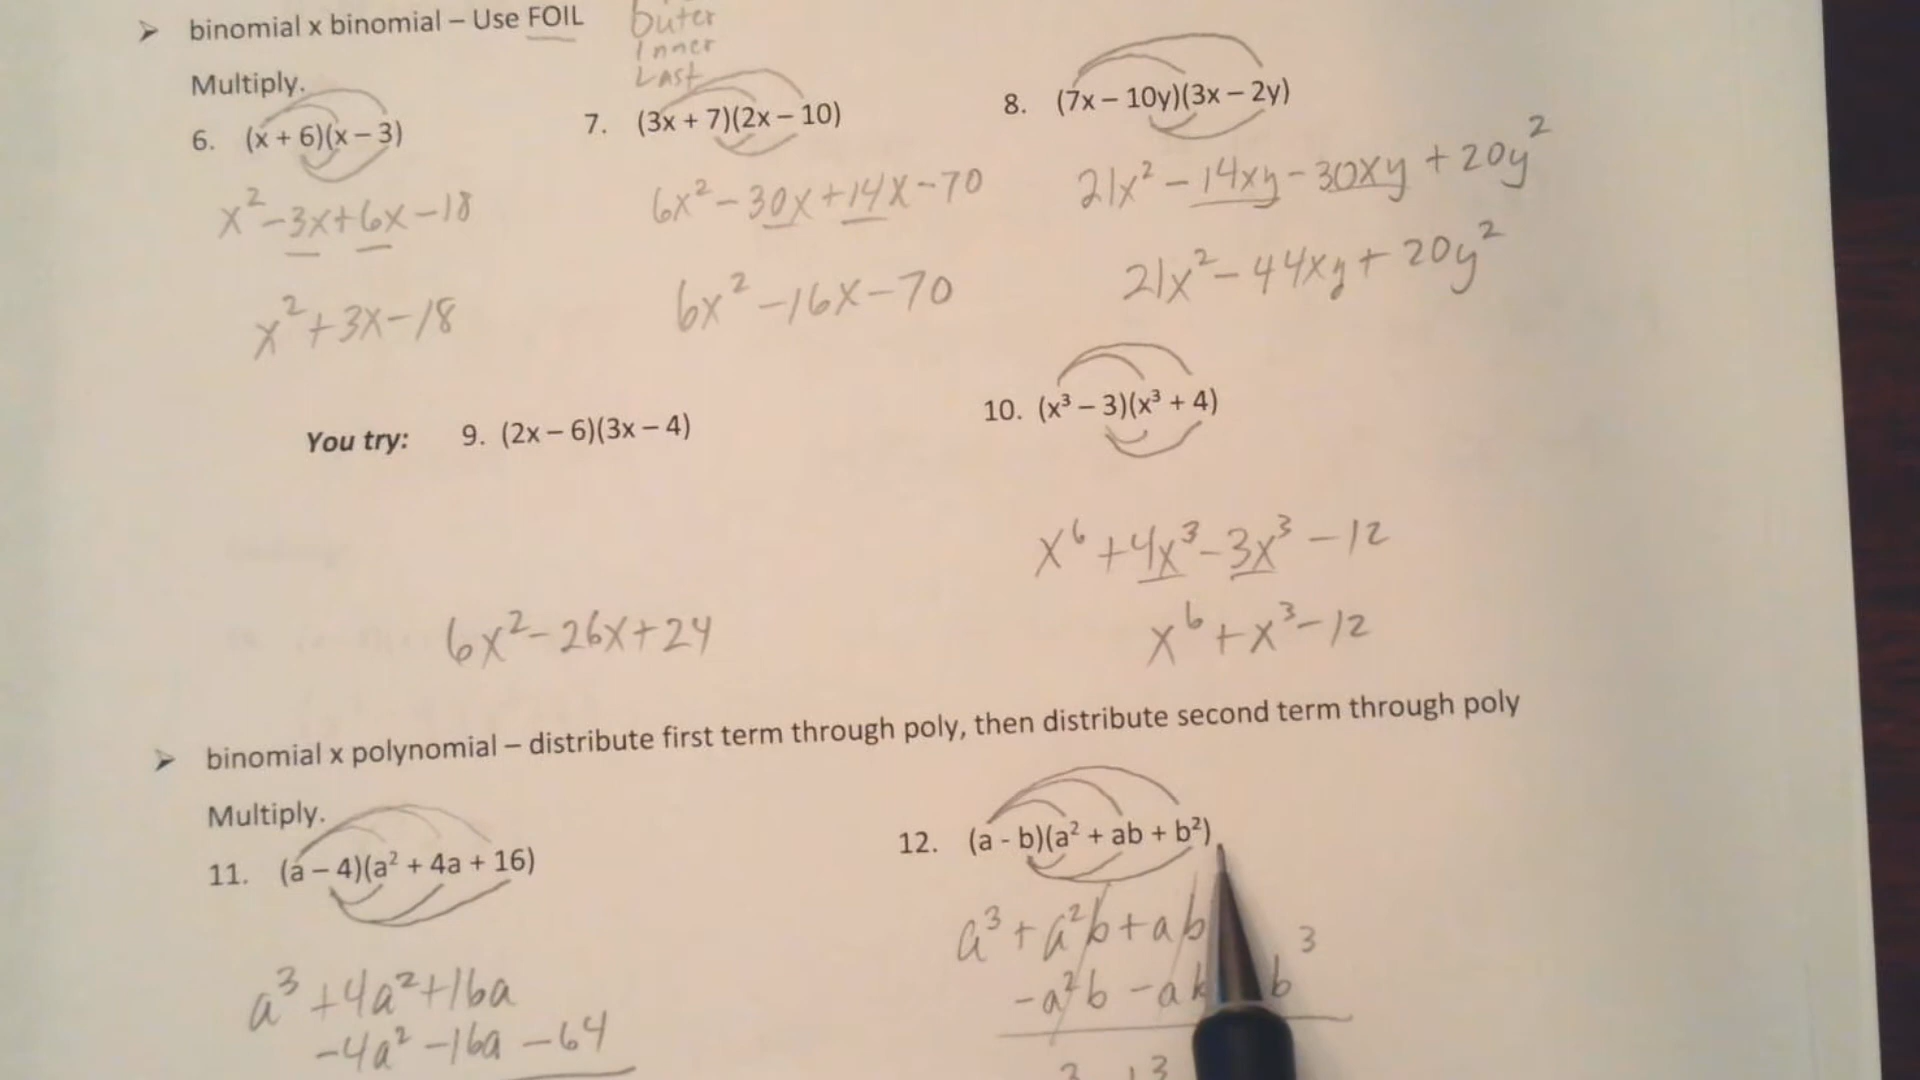 ➢ binomial x binomial – Use FOIL
Outer
Inner
Last
Multiply.
6. (x + 6)(x – 3)
7. (3x + 7)(2x – 10)
8. (7x – 10y)(3x – 2y)
x² - 3x + 6x - 18
6x² - 30x + 14x - 70
21x² - 14xy - 30xy + 20y²
x² + 3x - 18
6x² - 16x - 70
21x² - 44xy + 20y²
You try: 9. (2x – 6)(3x – 4)
10. (x³ – 3)(x³ + 4)
x⁶ + 4x³ - 3x³ - 12
6x² - 26x + 24
x⁶ + x³ - 12
➢ binomial x polynomial – distribute first term through poly, then distribute second term through poly
Multiply.
11. (a – 4)(a² + 4a + 16)
12. (a - b)(a² + ab + b²)
a³ + a²b + ab
a³ + 4a² + 16a
-a²b - a b³
-4a² - 16a - 64